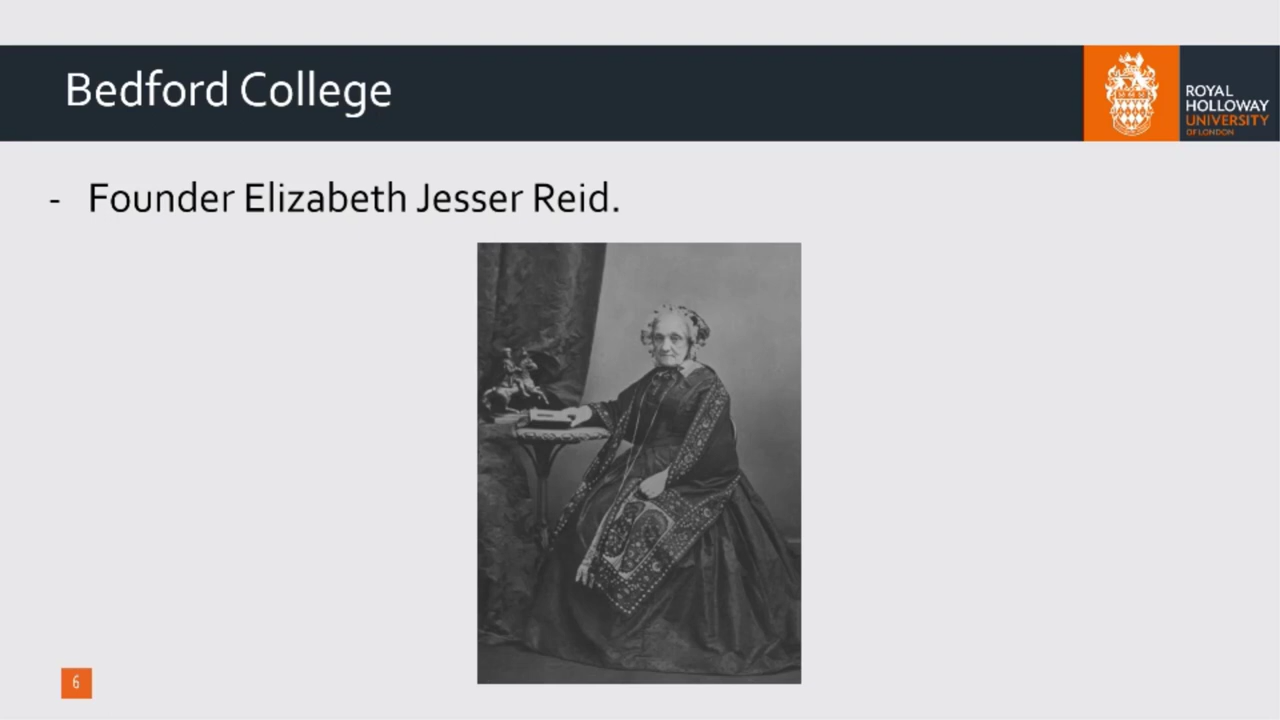 Bedford College
ROYAL
HOLLOWAY
UNIVERSITY
OF LONDON
- Founder Elizabeth Jesser Reid.
6